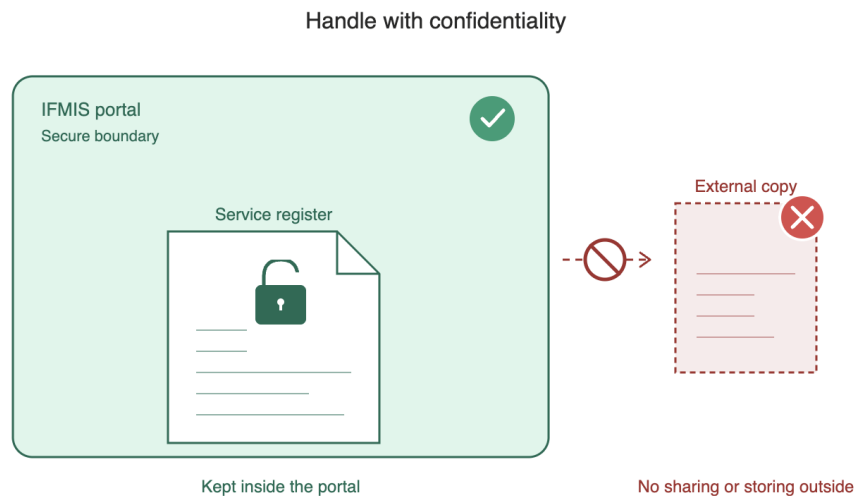 Handle with confidentiality
IFMIS portal
Secure boundary
Service register
External copy
Kept inside the portal
No sharing or storing outside